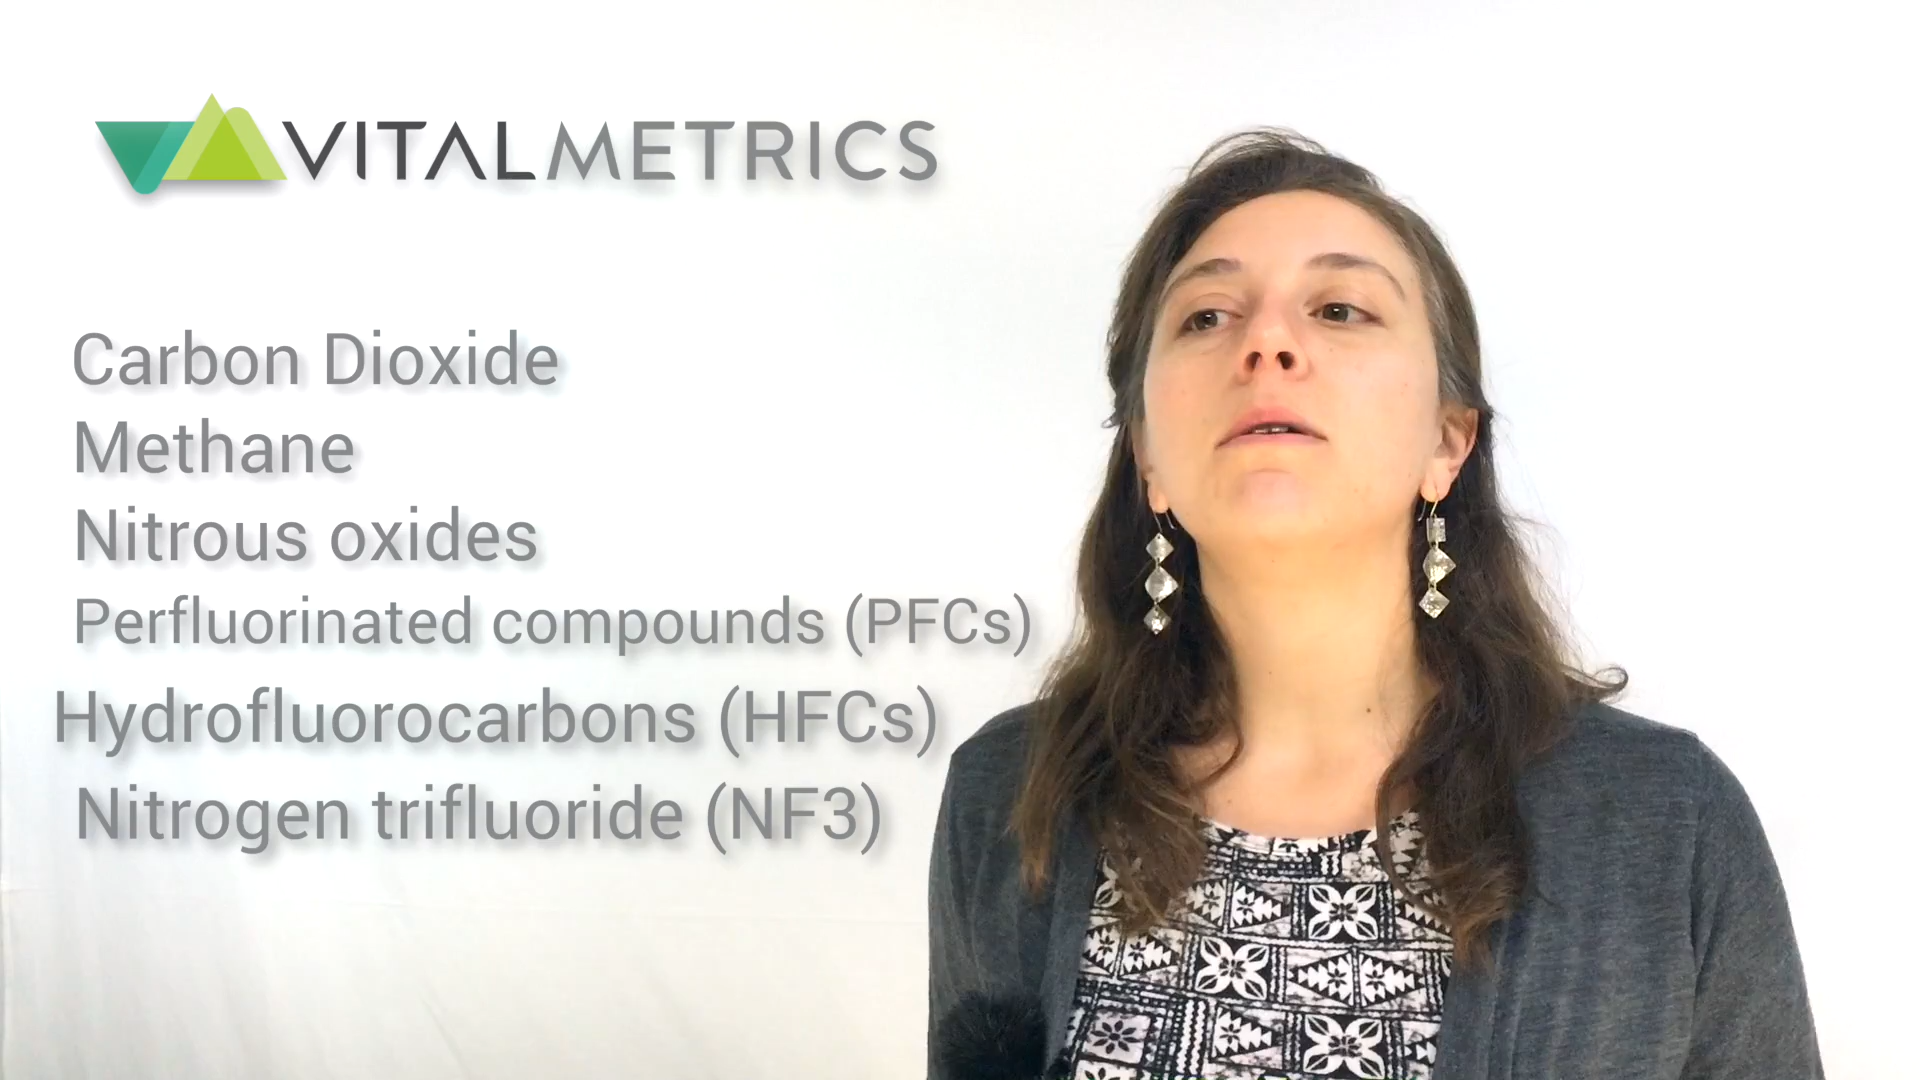 VITALMETRICS
Carbon Dioxide
Methane
Nitrous oxides
Perfluorinated compounds (PFCs)
Hydrofluorocarbons (HFCs)
Nitrogen trifluoride (NF3)